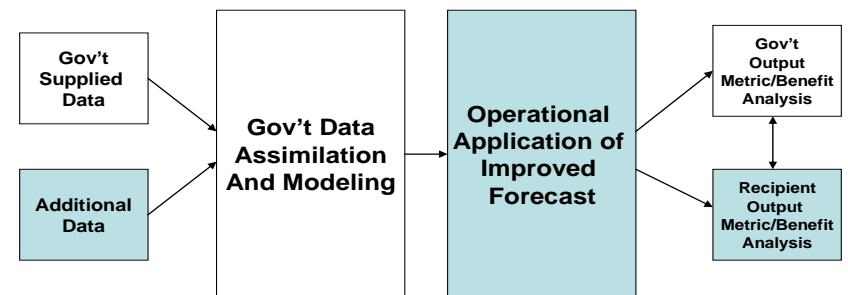 Gov't
Supplied
Data
Additional
Data
Gov't Data
Assimilation
And Modeling
Operational
Application of
Improved
Forecast
Gov't
Output
Metric/Benefit
Analysis
Recipient
Output
Metric/Benefit
Analysis